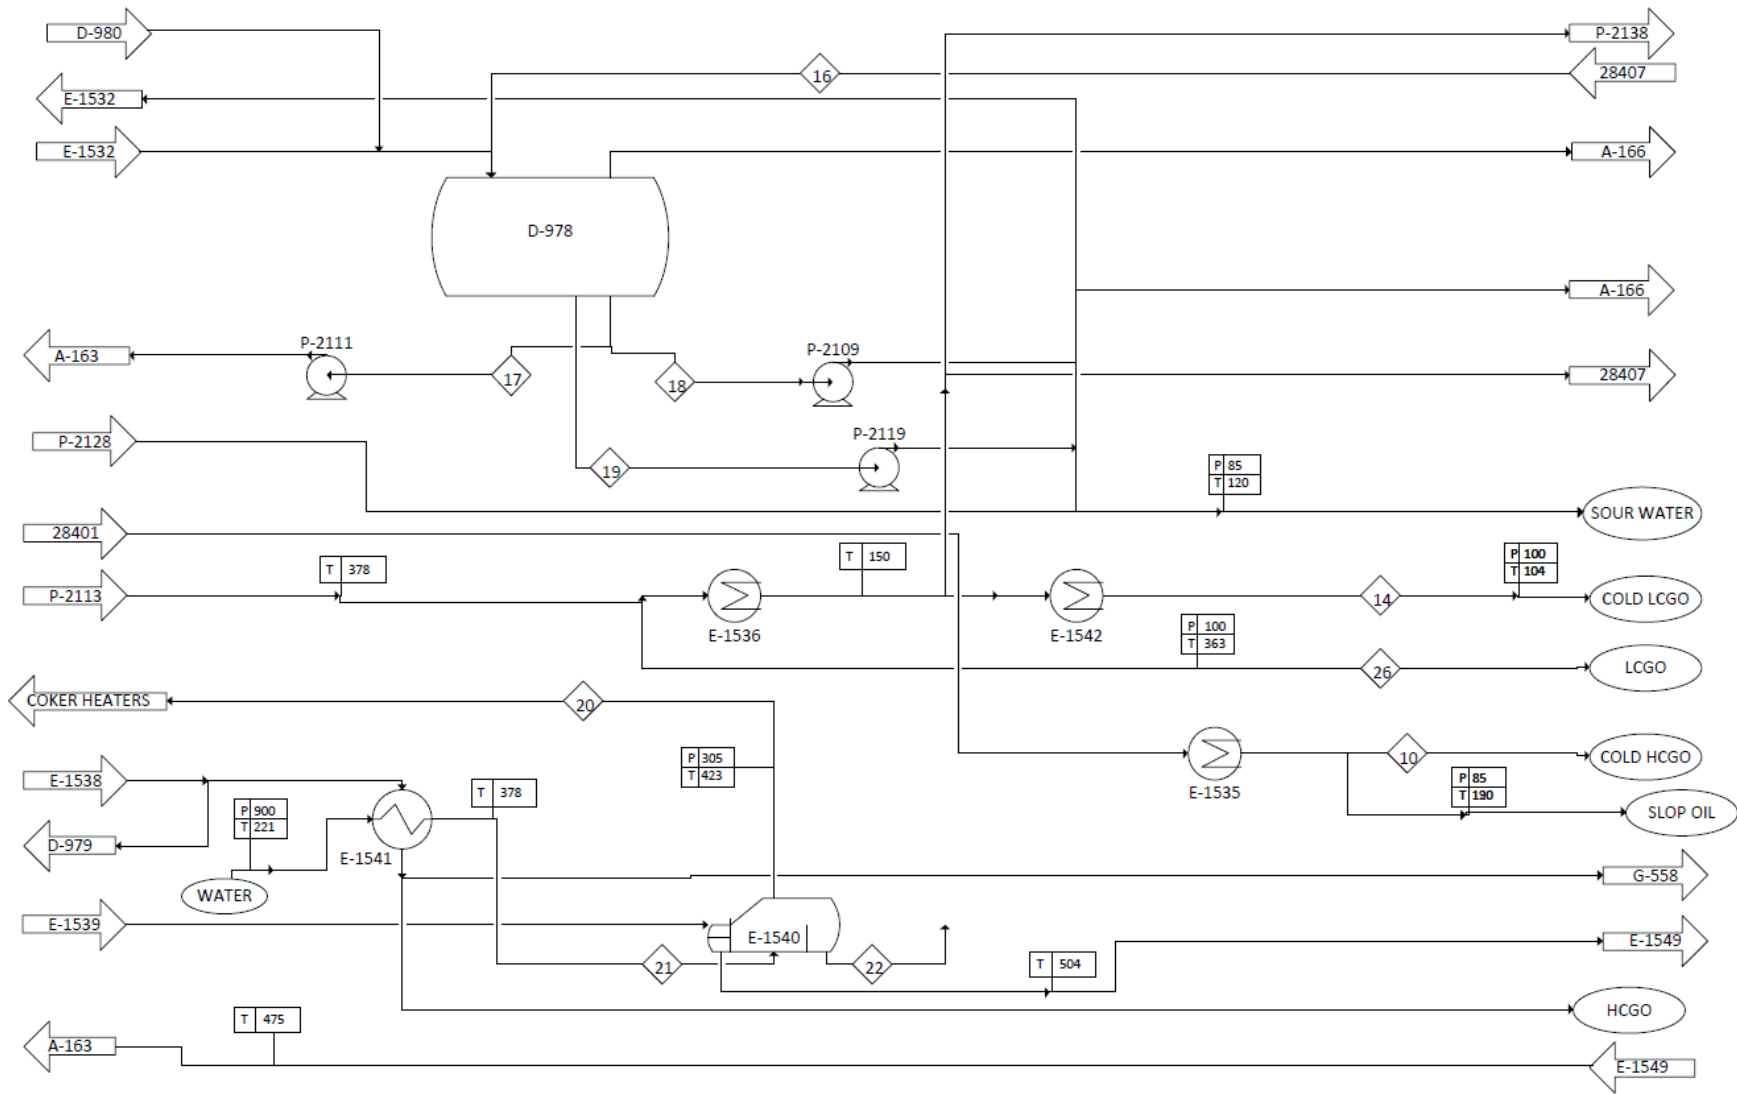 D-980
P-2138
16
28407
E-1532
E-1532
A-166
D-978
A-166
P-2111
P-2109
A-163
17
18
28407
P-2119
P-2128
19
P 85
T 120
SOUR WATER
28401
T 378
T 150
P 100
T 104
P-2113
E-1536
E-1542
14
COLD LCGO
P 100
T 363
26
LCGO
COKER HEATERS
20
P 305
T 423
E-1535
10
COLD HCGO
E-1538
T 378
P 85
T
SLOP OIL
P 900
T 221
D-979
E-1541
WATER
G-558
E-1539
E-1540
E-1549
21
22
T 504
T 475
HCGO
A-163
E-1549